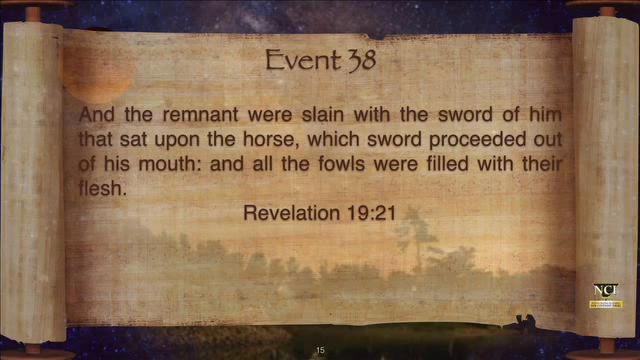 Event 38
And the remnant were slain with the sword of him
that sat upon the horse, which sword proceeded out
of his mouth: and all the fowls were filled with their
flesh.
Revelation 19:21
NCI
15